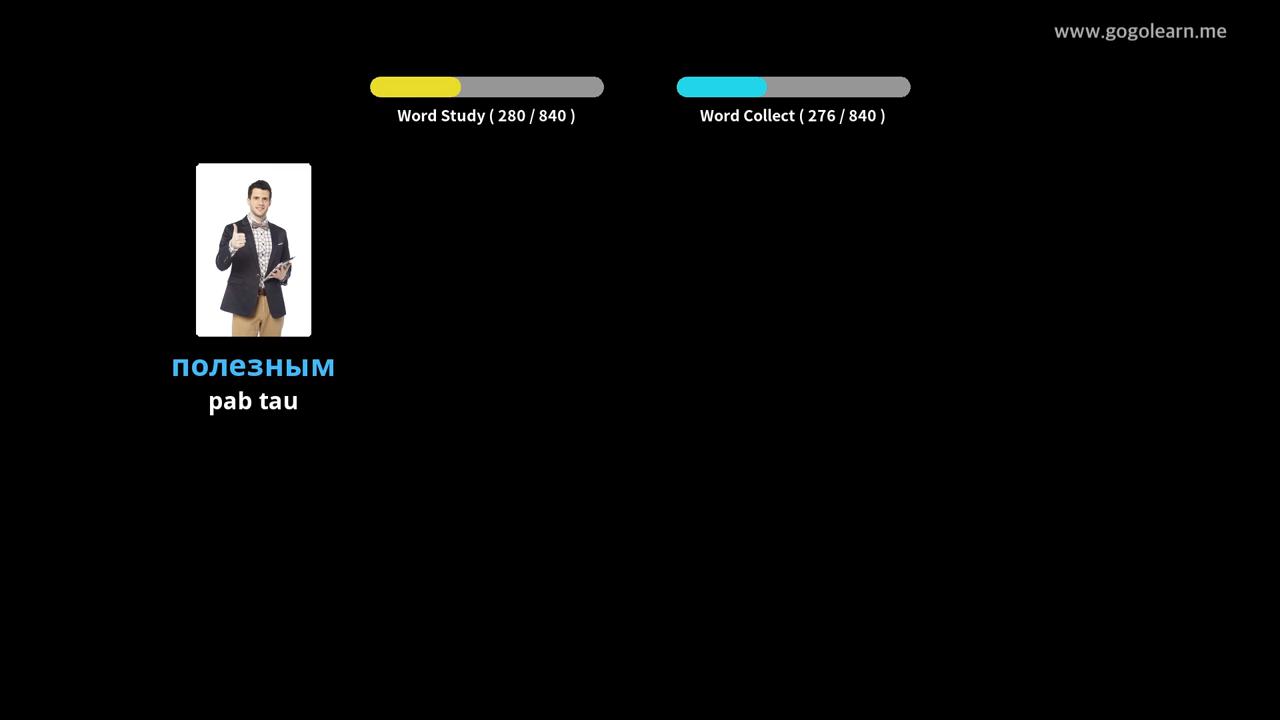 www.gogolearn.me
Word Study ( 280 / 840 )
Word Collect ( 276 / 840 )
полезным
pab tau